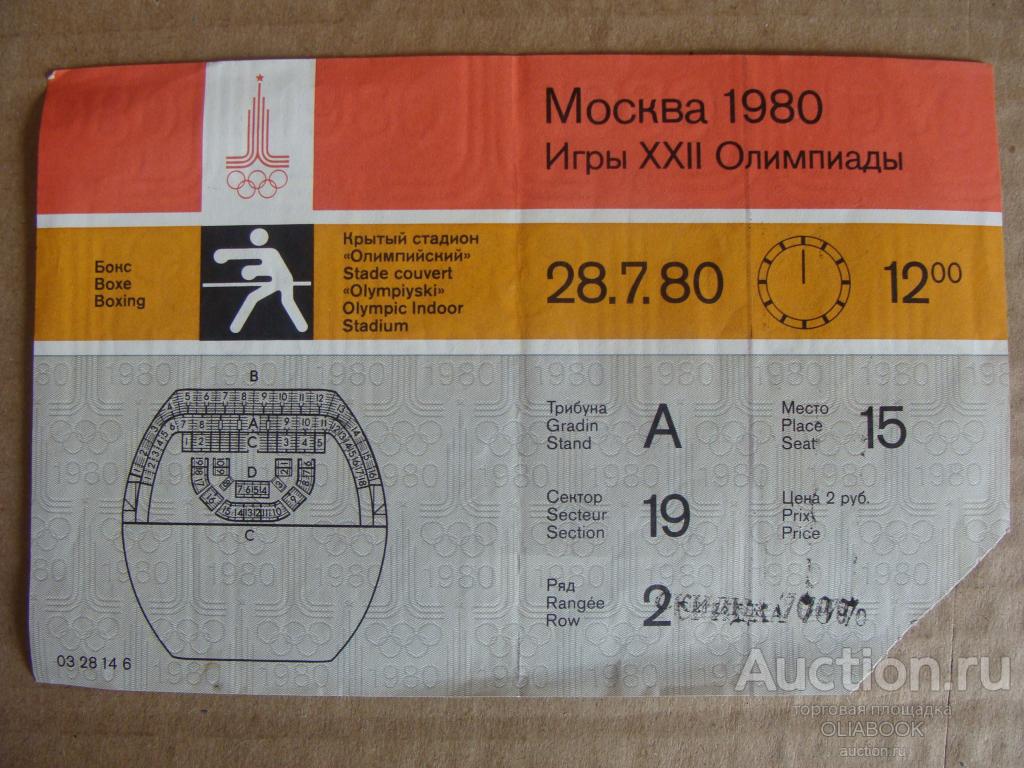 Москва 1980
Игры XXII Олимпиады
Бокс
Boxe
Boxing
Крытый стадион
«Олимпийский»
Stade couvert
«Olympiyski»
Olympic Indoor
Stadium
28.7.80
12⁰⁰
B
A
C
D
C
Трибуна
Gradin
Stand
A
Место
Place
Seat
15
Сектор
Secteur
Section
19
Цена 2 руб.
Prix
Price
Ряд
Rangée
Row
2
03 28 14 6
Auction.ru
торговая площадка
OLIABOOK
auction.ru